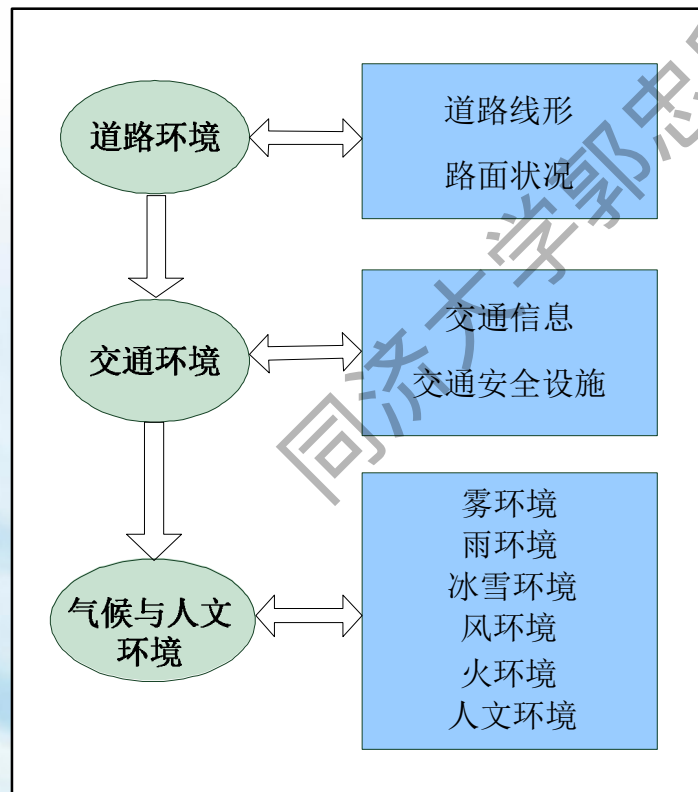 道路环境
道路线形
路面状况
交通环境
交通信息
交通安全设施
气候与人文
环境
雾环境
雨环境
冰雪环境
风环境
火环境
人文环境
同济大学郭忠